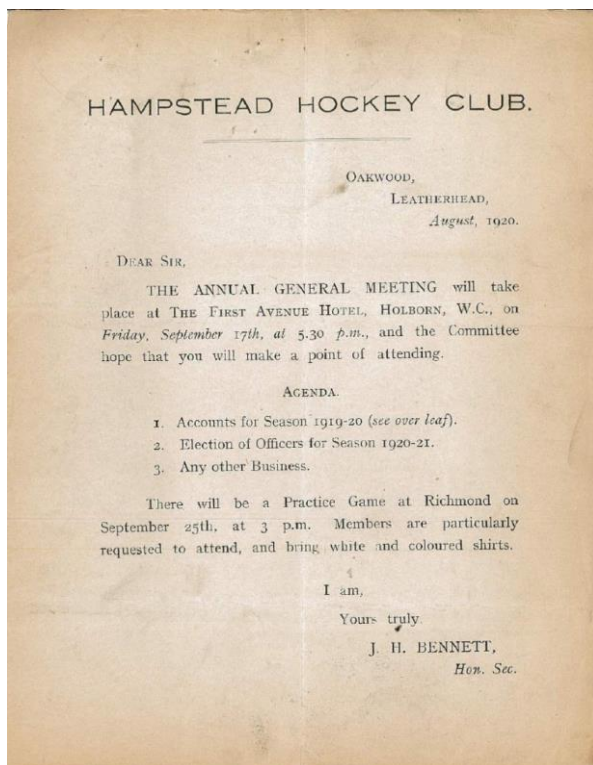 HAMPSTEAD HOCKEY CLUB.
OAKWOOD,
LEATHERHEAD,
August, 1920.
DEAR SIR,
THE ANNUAL GENERAL MEETING will take
place at THE FIRST AVENUE HOTEL, HOLBORN, W.C., on
Friday, September 17th, at 5.30 p.m., and the Committee
hope that you will make a point of attending.
AGENDA.
1. Accounts for Season 1919-20 (see over leaf).
2. Election of Officers for Season 1920-21.
3. Any other Business.
There will be a Practice Game at Richmond on
September 25th, at 3 p.m. Members are particularly
requested to attend, and bring white and coloured shirts.
I am,
Yours truly
J. H. BENNETT,
Hon. Sec.